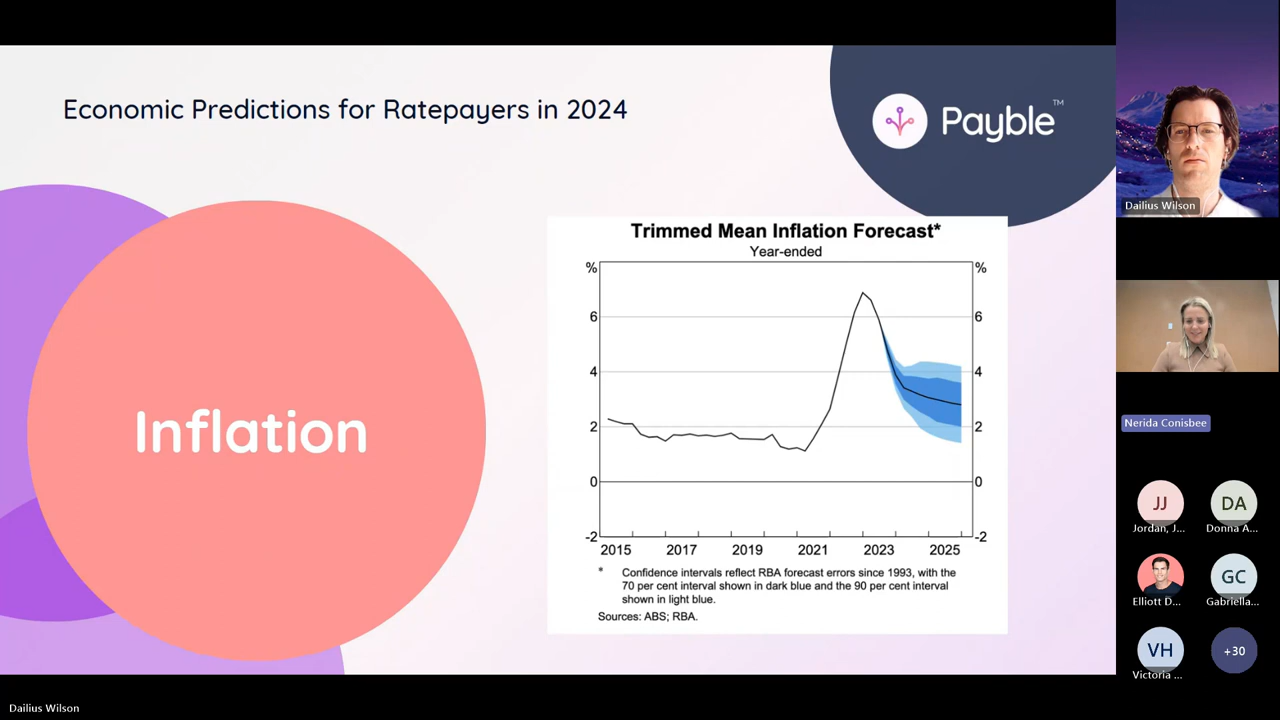 Economic Predictions for Ratepayers in 2024
Payble™
Inflation
Trimmed Mean Inflation Forecast*
Year-ended
% %
6 6
4 4
2 2
0 0
-2 -2
2015 2017 2019 2021 2023 2025
* Confidence intervals reflect RBA forecast errors since 1993, with the
70 per cent interval shown in dark blue and the 90 per cent interval
shown in light blue.
Sources: ABS; RBA.
Dailius Wilson
Nerida Conisbee
JJ DA
Jordan, J... Donna A...
GC
Elliott D... Gabriella...
VH +30
Victoria ...
Dailius Wilson